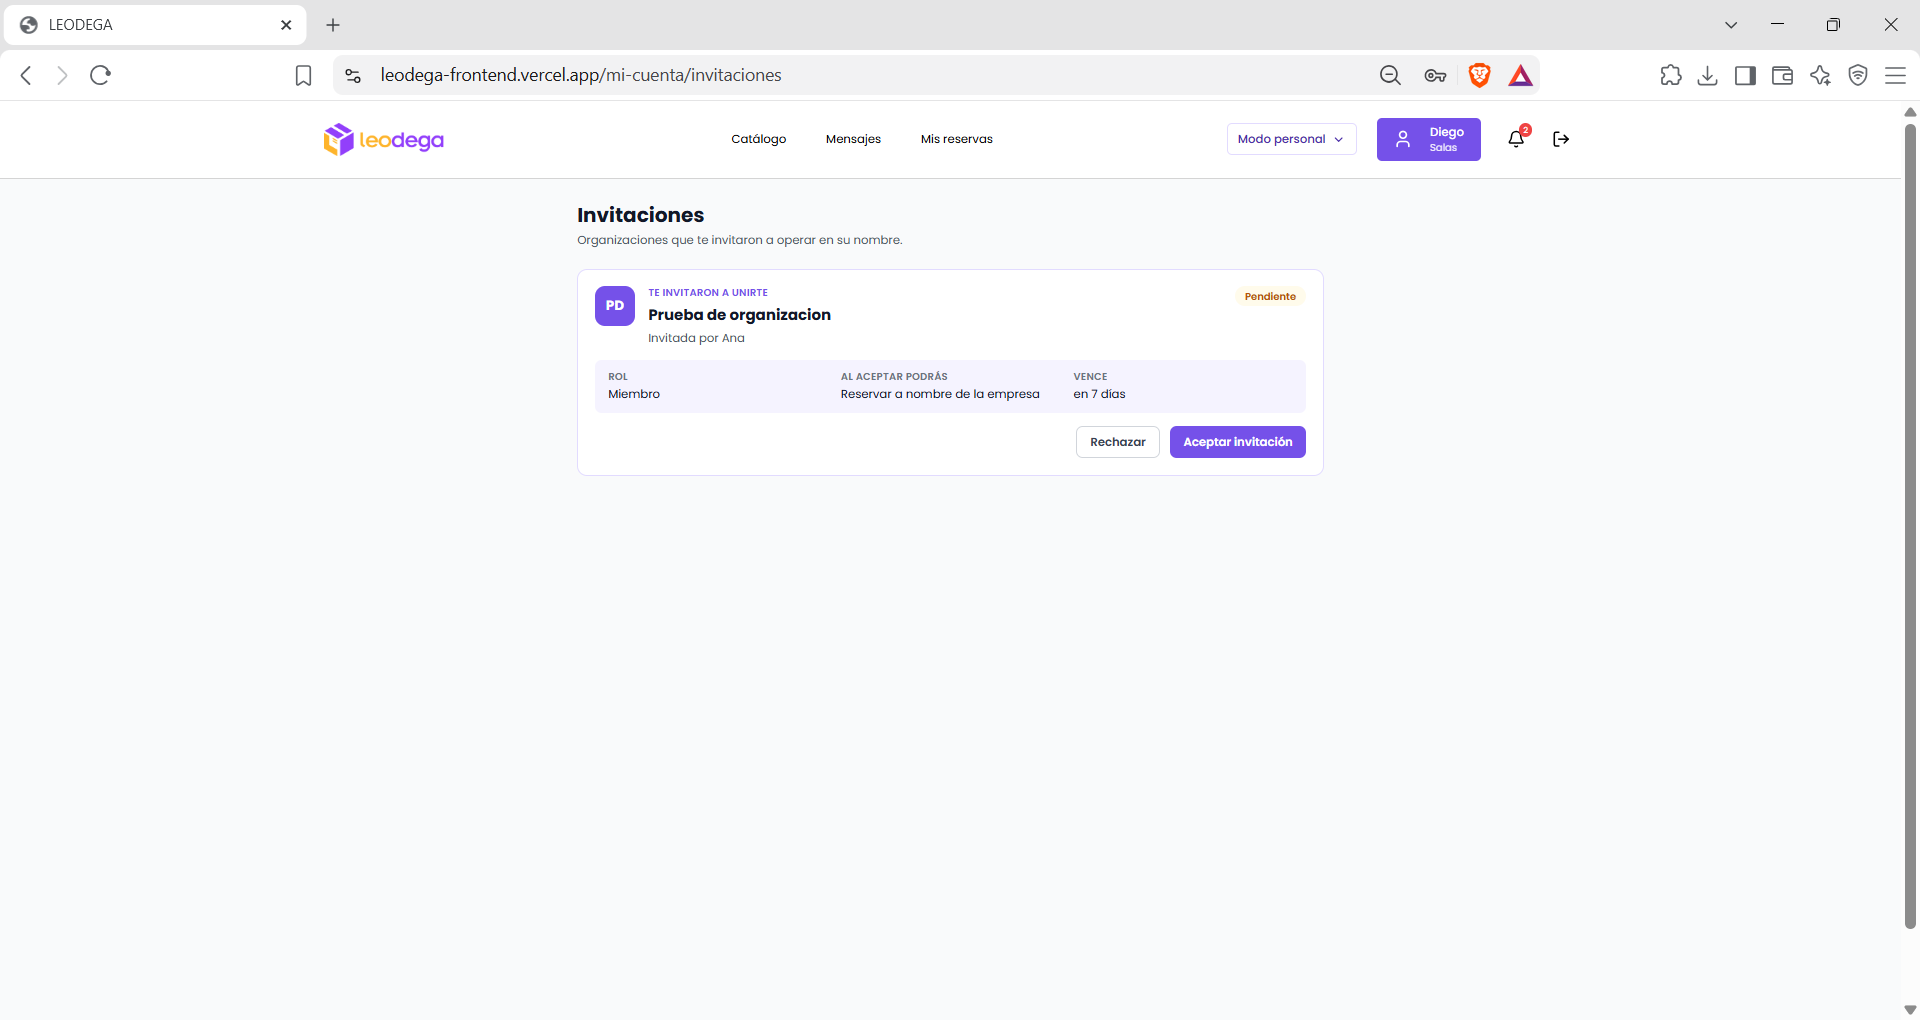 LEODEGA
leodega-frontend.vercel.app/mi-cuenta/invitaciones
leodega
Catálogo
Mensajes
Mis reservas
Modo personal
Diego
Salas
2
Invitaciones
Organizaciones que te invitaron a operar en su nombre.
PD
TE INVITARON A UNIRTE
Pendiente
Prueba de organizacion
Invitada por Ana
ROL
AL ACEPTAR PODRÁS
VENCE
Miembro
Reservar a nombre de la empresa
en 7 días
Rechazar
Aceptar invitación